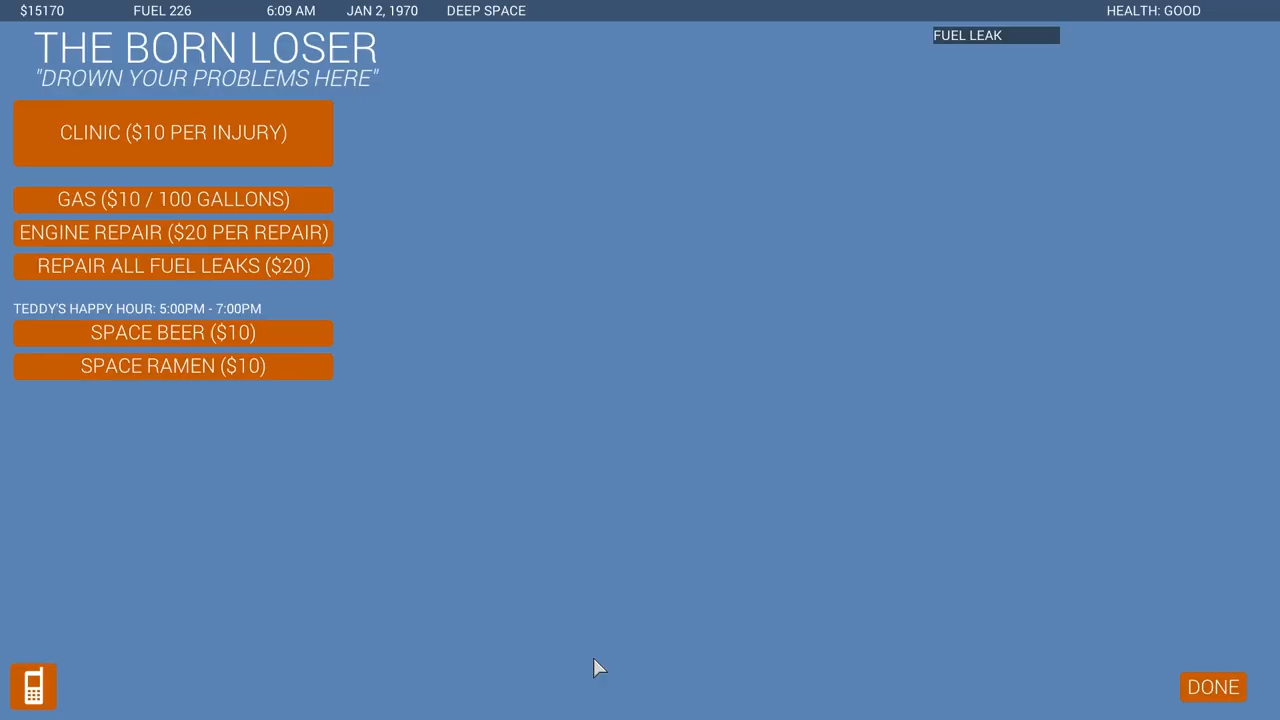 $15170 FUEL 226 6:09 AM JAN 2, 1970 DEEP SPACE HEALTH: GOOD
FUEL LEAK
THE BORN LOSER
"DROWN YOUR PROBLEMS HERE"
CLINIC ($10 PER INJURY)
GAS ($10 / 100 GALLONS)
ENGINE REPAIR ($20 PER REPAIR)
REPAIR ALL FUEL LEAKS ($20)
TEDDY'S HAPPY HOUR: 5:00PM - 7:00PM
SPACE BEER ($10)
SPACE RAMEN ($10)
DONE